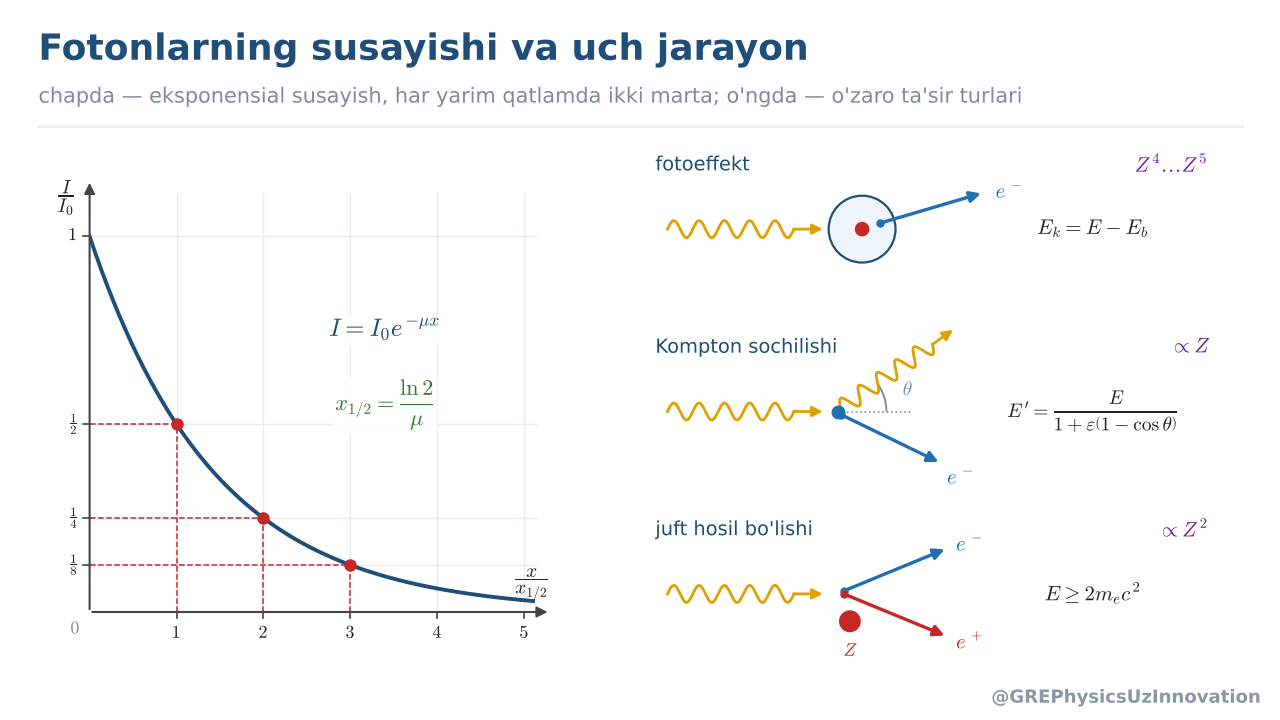 Fotonlarning susayishi va uch jarayon
chapda — eksponensial susayish, har yarim qatlamda ikki marta; o'ngda — o'zaro ta'sir turlari
I/I₀
1
1/2
1/4
1/8
0
1 2 3 4 5
x/x₁/₂
I = I₀e^(−μx)
x₁/₂ = ln 2/μ
fotoeffekt
Z⁴...Z⁵
e⁻
E_k = E − E_b
Kompton sochilishi
∝ Z
θ
E′ = E/(1 + ε(1 − cos θ))
e⁻
juft hosil bo'lishi
∝ Z²
e⁻
E ≥ 2mₑc²
e⁺
Z
@GREPhysicsUzInnovation